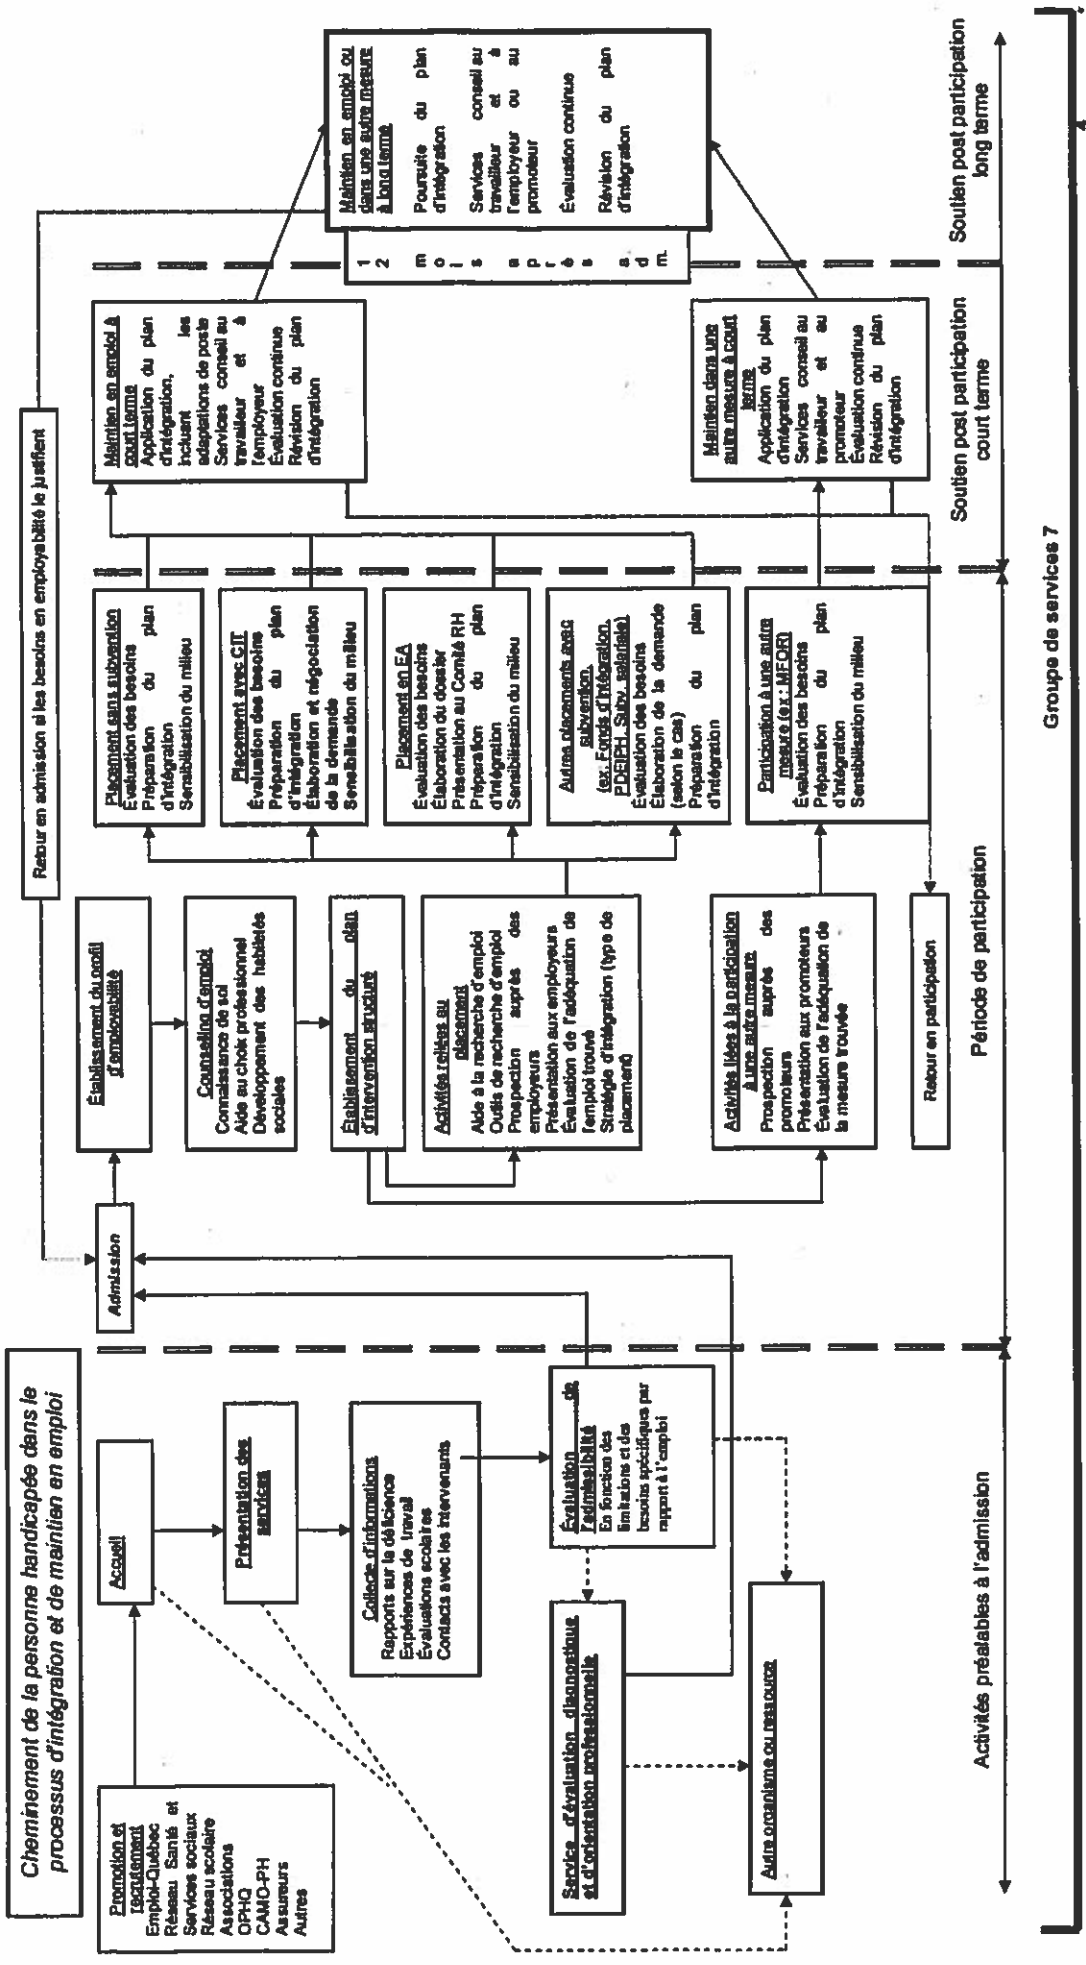 Cheminement de la personne handicapée dans le
processus d'intégration et de maintien en emploi
Promotion et
recrutement
Emploi-Québec
Réseau Santé et
Services sociaux
Réseau scolaire
Associations
OPHQ
CAMO-PH
Assureurs
Autres
Accueil
Présentation des
services
Collecte d'informations
Rapports sur la déficience
Expériences de travail
Évaluations scolaires
Contacts avec les intervenants
Évaluation de
l'admissibilité
En fonction des
limitations et des
besoins spécifiques par
rapport à l'emploi
Service d'évaluation diagnostique
et d'orientation professionnelle
Autre organisme ou ressource
Activités préalables à l'admission
Retour en admission si les besoins en employabilité le justifient
Admission
Établissement du profil
d'employabilité
Counseling d'emploi
Connaissance de soi
Aide au choix professionnel
Développement des habiletés
sociales
Établissement du plan
d'intervention structuré
Activités reliées au
placement
Aide à la recherche d'emploi
Outils de recherche d'emploi
Prospection auprès des
employeurs
Présentation aux employeurs
Évaluation de l'adéquation de
l'emploi trouvé
Stratégie d'intégration (type de
placement)
Activités liées à la participation
à une autre mesure
Prospection auprès des
promoteurs
Présentation aux promoteurs
Évaluation de l'adéquation de
la mesure trouvée
Retour en participation
Placement sans subvention
Évaluation des besoins
Préparation du plan
d'intégration
Sensibilisation du milieu
Placement avec CIT
Évaluation des besoins
Préparation du plan
d'intégration
Élaboration et négociation
de la demande
Sensibilisation du milieu
Placement en EA
Évaluation des besoins
Élaboration du dossier
Présentation au Comité RH
Préparation du plan
d'intégration
Sensibilisation du milieu
Autres placements avec
subvention.
(ex: Fonds d'intégration.
PDEIPH. Subv. salariale)
Évaluation des besoins
Élaboration de la demande
(selon le cas)
Préparation du plan
d'intégration
Participation à une autre
mesure (ex: MFOR)
Évaluation des besoins
Préparation du plan
d'intégration
Sensibilisation du milieu
Période de participation
Maintien en emploi à
court terme
Application du plan
d'intégration,
incluant les
adaptations de poste
Services conseil au
travailleur et à
l'employeur
Évaluation continue
Révision du plan
d'intégration
Maintien dans une
autre mesure à court
terme
Application du plan
d'intégration
Services conseil au
travailleur et au
promoteur
Évaluation continue
Révision du plan
d'intégration
Soutien post participation
court terme
12
mois
après
adm.
Maintien en emploi ou
dans une autre mesure
à long terme
Poursuite du plan
d'intégration
Services conseil au
travailleur et à
l'employeur ou au
promoteur
Évaluation continue
Révision du plan
d'intégration
Soutien post participation
long terme
Groupe de services 7